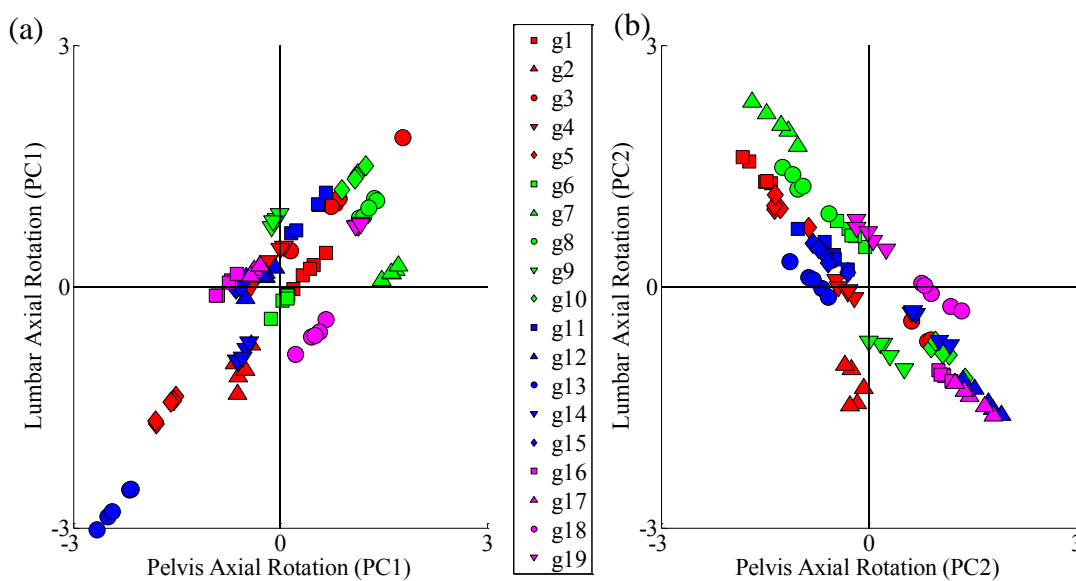 (a)
3
Lumbar Axial Rotation (PC1)
0
-3
-3
0
3
Pelvis Axial Rotation (PC1)
g1
g2
g3
g4
g5
g6
g7
g8
g9
g10
g11
g12
g13
g14
g15
g16
g17
g18
g19
(b)
3
Lumbar Axial Rotation (PC2)
0
-3
-3
0
3
Pelvis Axial Rotation (PC2)